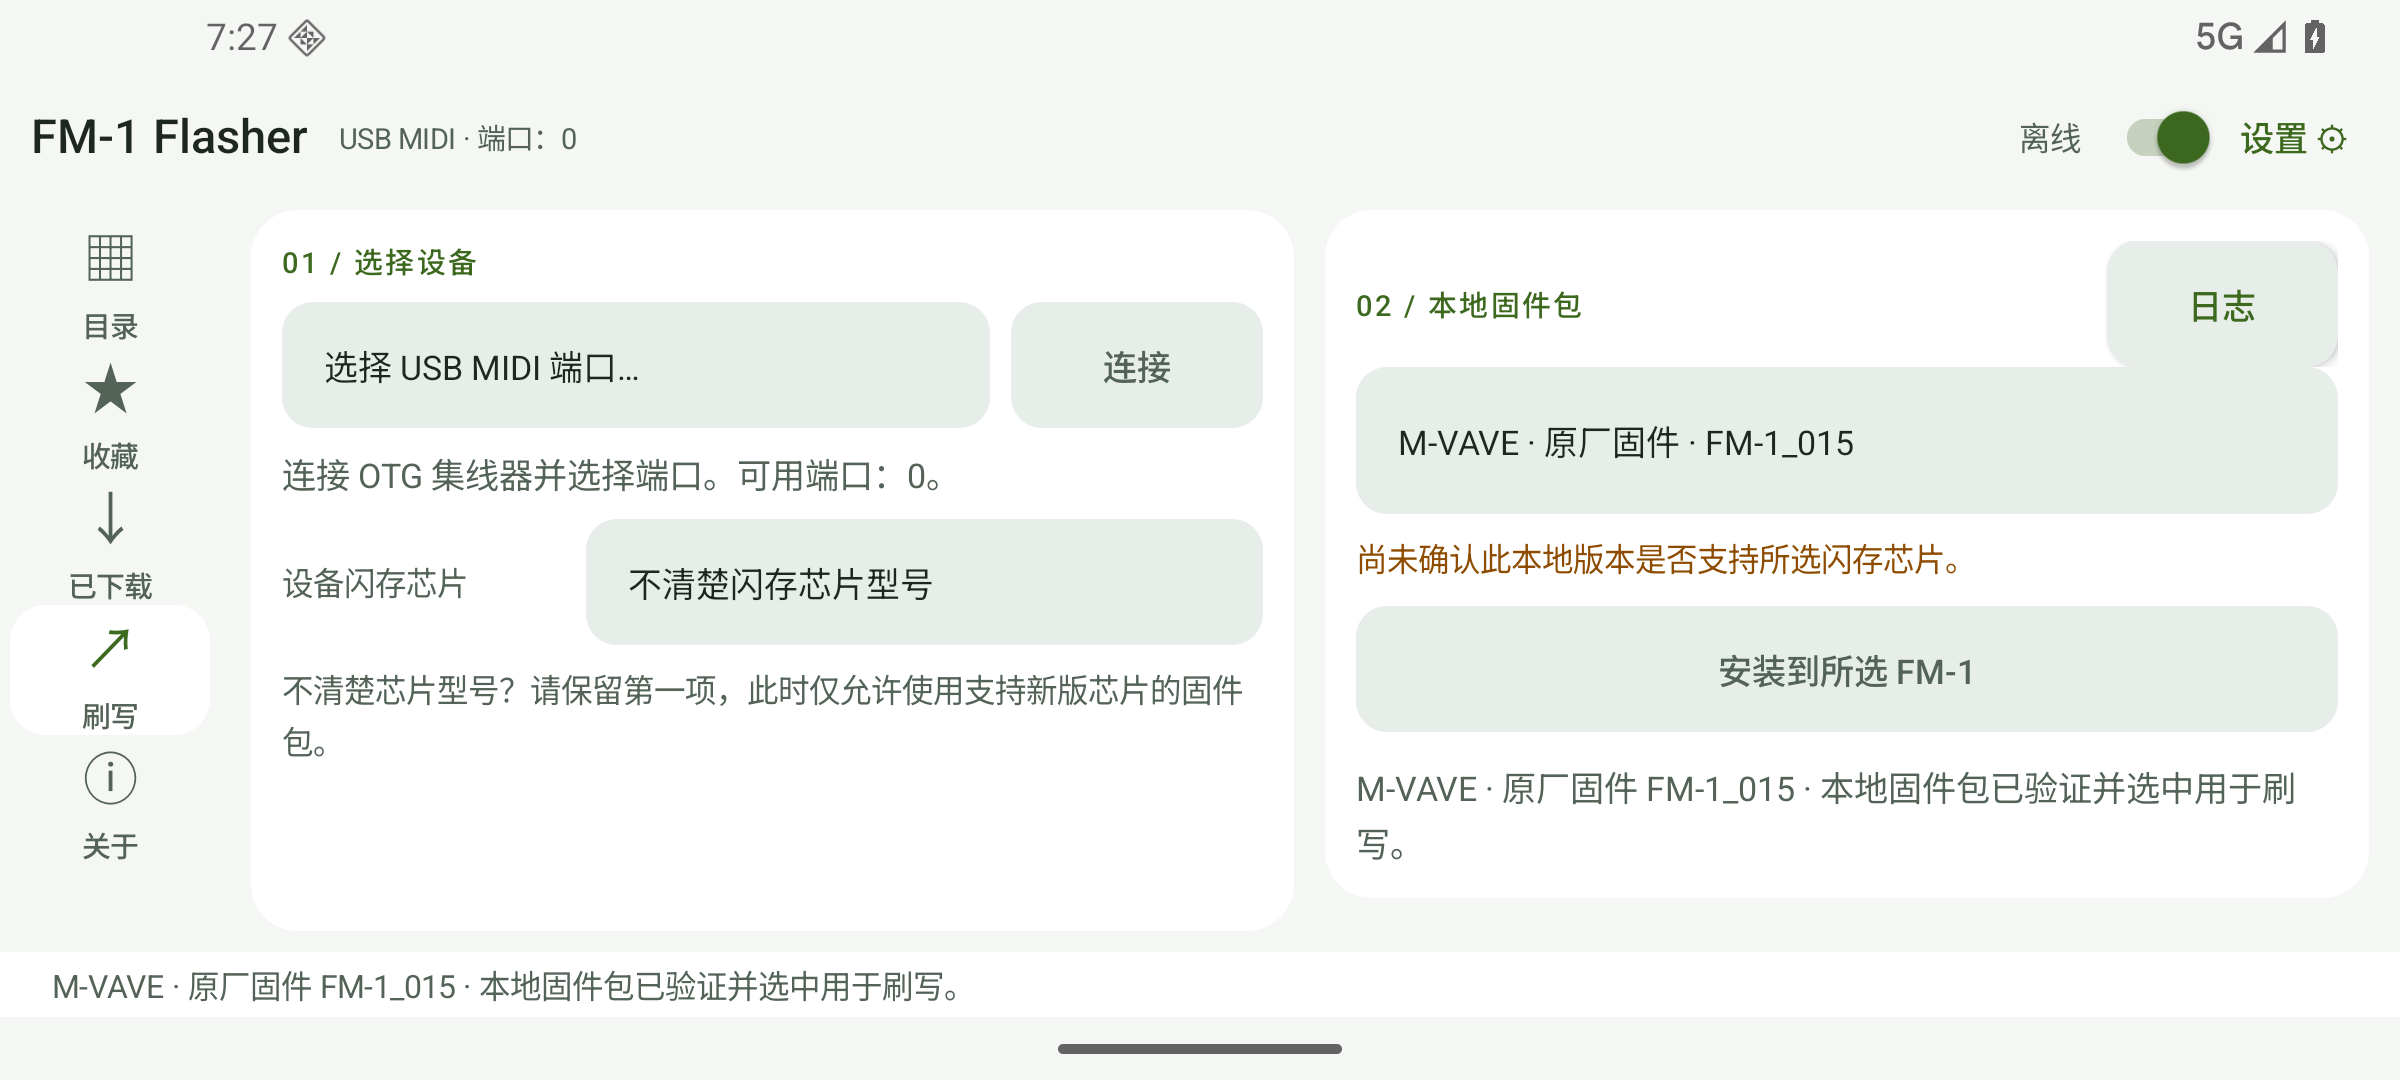 7:27
5G
FM-1 Flasher
USB MIDI · 端口：0
离线
设置
目录
收藏
已下载
刷写
关于
01 / 选择设备
选择 USB MIDI 端口...
连接
连接 OTG 集线器并选择端口。可用端口：0。
设备闪存芯片
不清楚闪存芯片型号
不清楚芯片型号？请保留第一项，此时仅允许使用支持新版芯片的固件
包。
02 / 本地固件包
日志
M-VAVE · 原厂固件 · FM-1_015
尚未确认此本地版本是否支持所选闪存芯片。
安装到所选 FM-1
M-VAVE · 原厂固件 FM-1_015 · 本地固件包已验证并选中用于刷
写。
M-VAVE · 原厂固件 FM-1_015 · 本地固件包已验证并选中用于刷写。